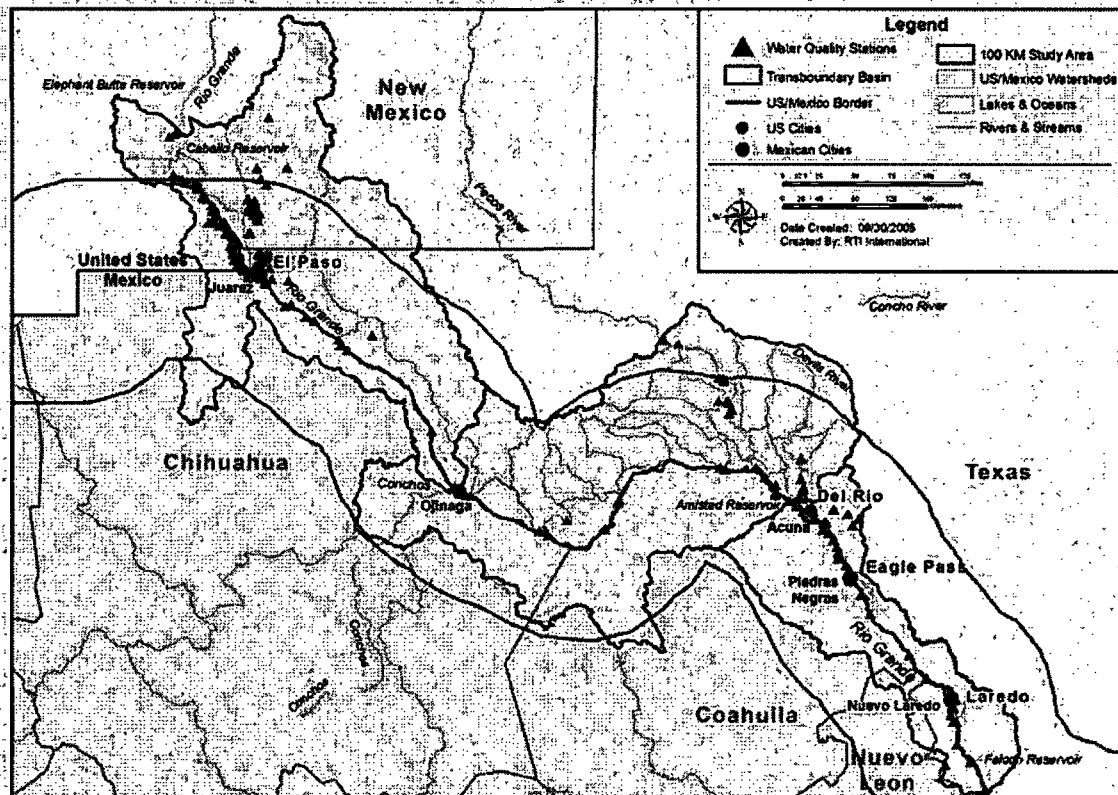 Legend
Water Quality Stations
Transboundary Basin
US/Mexico Border
US Cities
Mexican Cities
100 KM Study Area
US/Mexico Watersheds
Lakes & Oceans
Rivers & Streams
Date Created: 09/30/2005
Created By: RTI International
Elephant Butte Reservoir
Rio Grande
New
Mexico
Caballo Reservoir
Pecos River
United States
Mexico
El Paso
Juarez
Rio Grande
Concho River
Devils River
Chihuahua
Texas
Conchos
Ojinaga
Amistad Reservoir
Del Rio
Acuna
Eagle Pass
Piedras
Negras
Rio Grande
Conchos
Conchos
Coahuila
Nuevo Laredo
Laredo
Nuevo
Leon
Falcon Reservoir